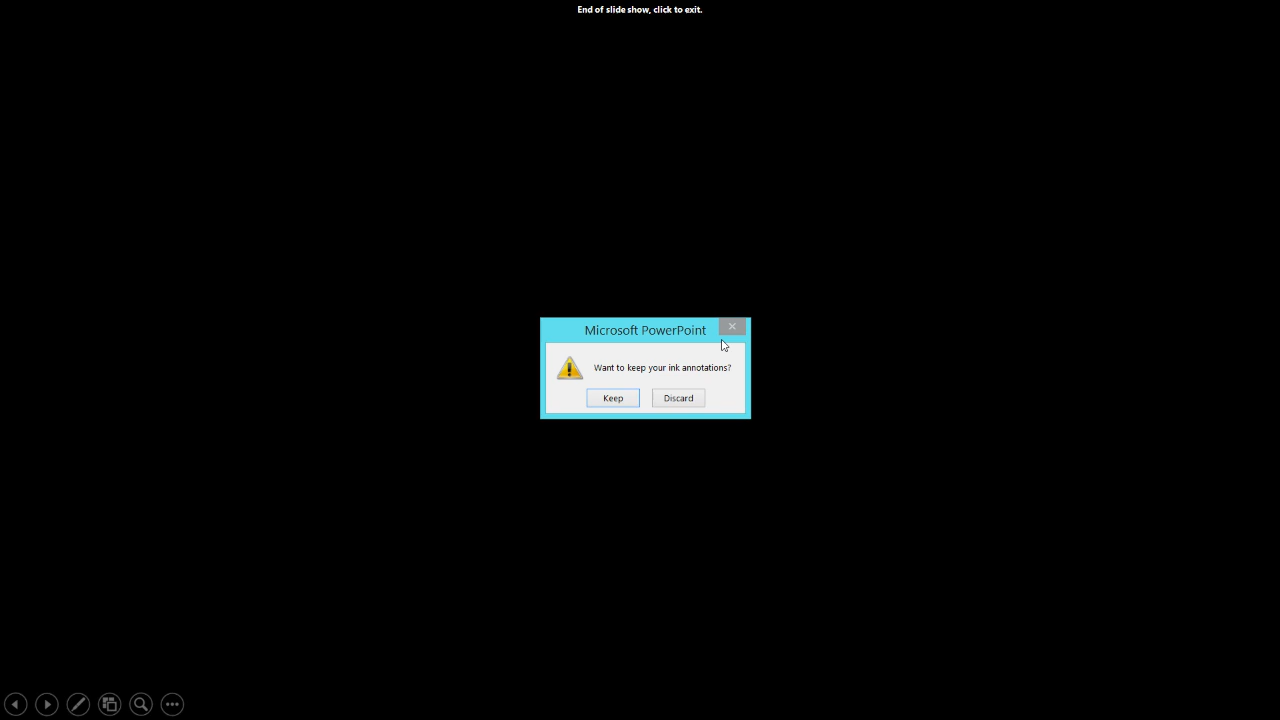 End of slide show, click to exit.
Microsoft PowerPoint
Want to keep your ink annotations?
Keep Discard